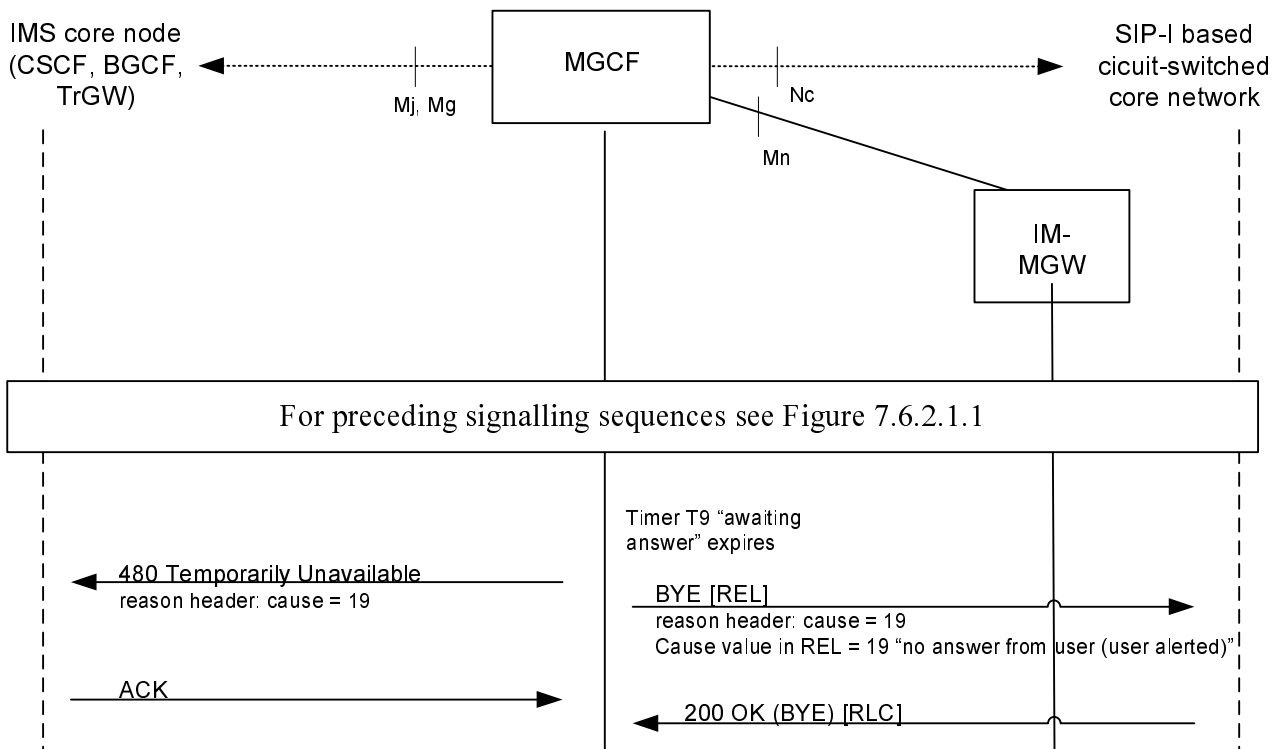 IMS core node
(CSCF, BGCF,
TrGW)
MGCF
SIP-I based
cicuit-switched
core network
Mj, Mg
Nc
Mn
IM-
MGW
For preceding signalling sequences see Figure 7.6.2.1.1
Timer T9 “awaiting
answer” expires
480 Temporarily Unavailable
reason header: cause = 19
BYE [REL]
reason header: cause = 19
Cause value in REL = 19 “no answer from user (user alerted)”
ACK
200 OK (BYE) [RLC]